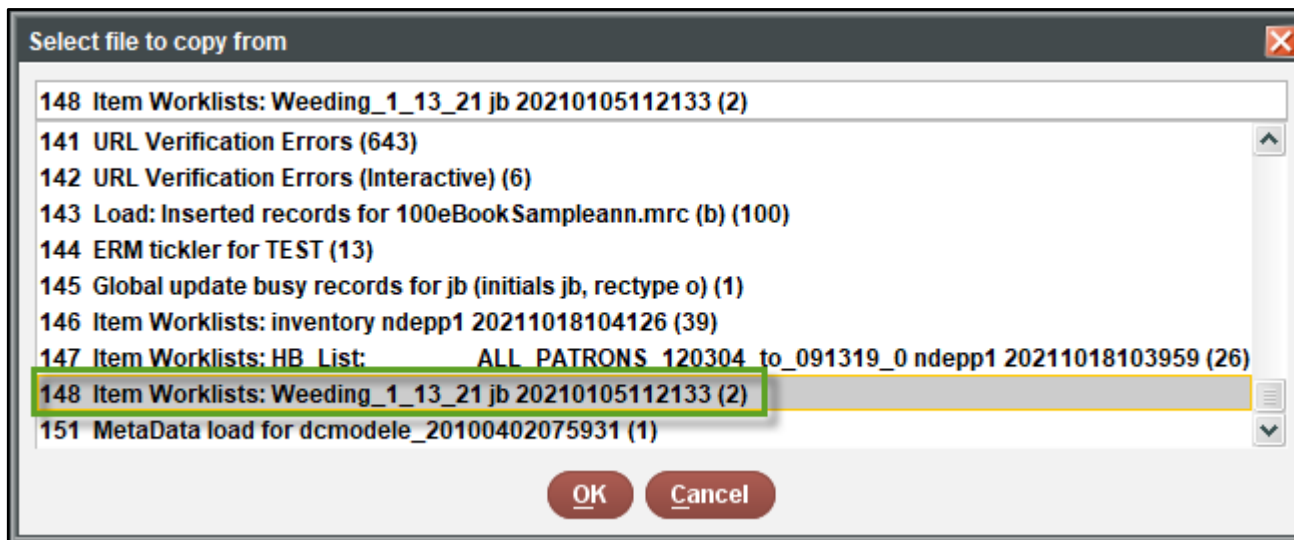 Select file to copy from
148 Item Worklists: Weeding_1_13_21 jb 20210105112133 (2)
141 URL Verification Errors (643)
142 URL Verification Errors (Interactive) (6)
143 Load: Inserted records for 100eBookSampleann.mrc (b) (100)
144 ERM tickler for TEST (13)
145 Global update busy records for jb (initials jb, rectype o) (1)
146 Item Worklists: inventory ndepp1 20211018104126 (39)
147 Item Worklists: HB_List: ALL_PATRONS_120304_to_091319_0 ndepp1 20211018103959 (26)
148 Item Worklists: Weeding_1_13_21 jb 20210105112133 (2)
151 MetaData load for dcmodele_20100402075931 (1)
OK Cancel